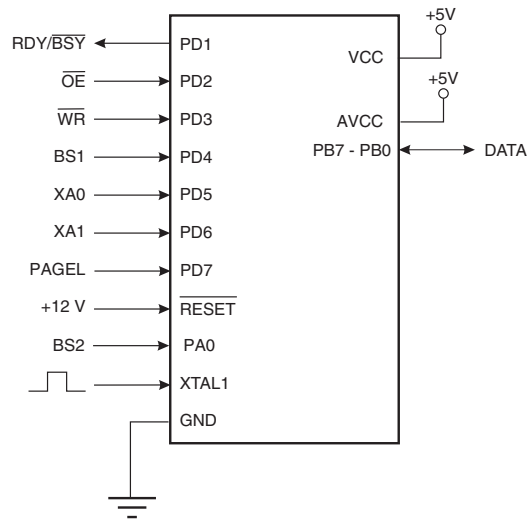 RDY/BSY PD1
OE PD2
WR PD3
BS1 PD4
XA0 PD5
XA1 PD6
PAGEL PD7
+12 V RESET
BS2 PA0
XTAL1
GND
+5V
VCC
+5V
AVCC
PB7 - PB0 DATA